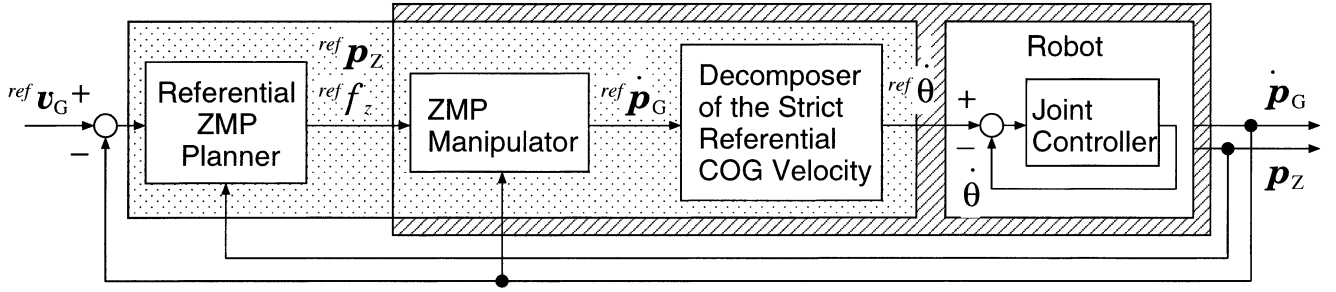 ref v_G +
−
Referential
ZMP
Planner
ref p_Z
ref f_z
ZMP
Manipulator
ref ṗ_G
Decomposer
of the Strict
Referential
COG Velocity
ref θ̇
+
−
θ̇
Robot
Joint
Controller
ṗ_G
p_Z